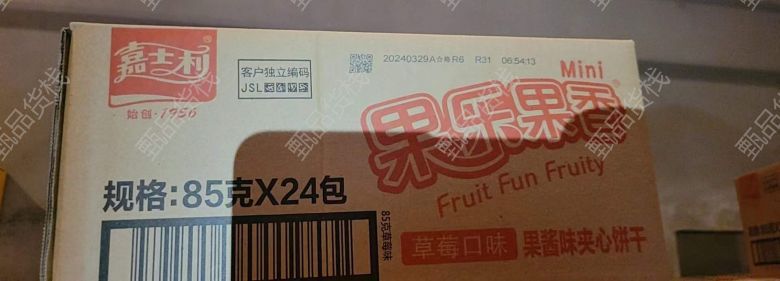 嘉士利
始创·1956
客户独立编码
JSL
20240329A合格R6 R31 06:54:13
Mini
果乐果香
Fruit Fun Fruity
规格:85克X24包
85克草莓味
草莓口味 果酱味夹心饼干
甄品货栈